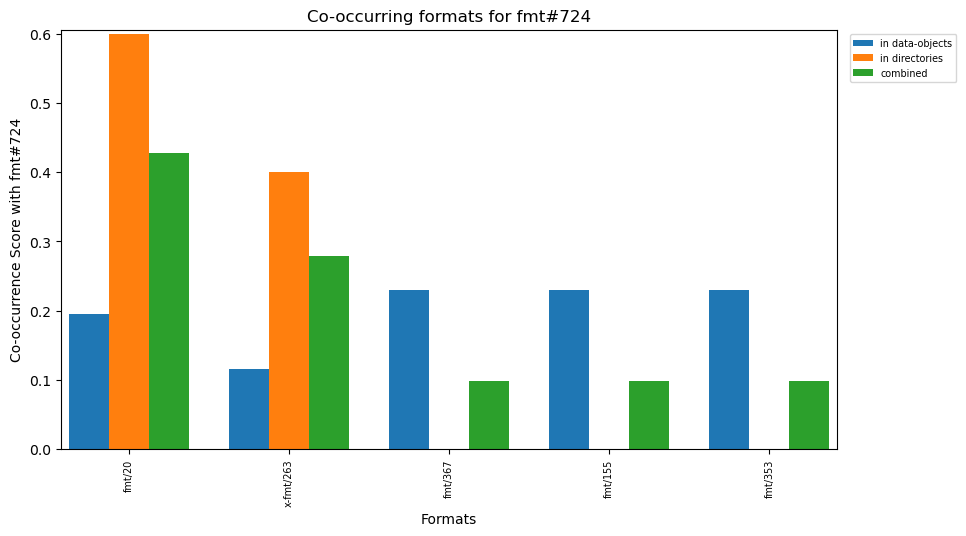 Co-occurring formats for fmt#724
in data-objects
in directories
combined
Co-occurrence Score with fmt#724
0.6
0.5
0.4
0.3
0.2
0.1
0.0
fmt/20
x-fmt/263
fmt/367
fmt/155
fmt/353
Formats